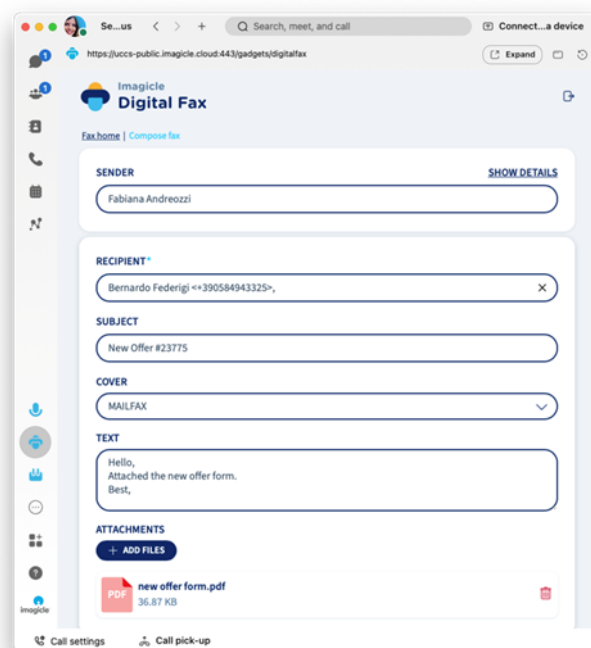 Se...us
Search, meet, and call
Connect...a device
1
https://uccs-public.imagicle.cloud:443/gadgets/digitalfax
Expand
1
Imagicle
Digital Fax
Fax home | Compose fax
SENDER
SHOW DETAILS
Fabiana Andreozzi
RECIPIENT*
Bernardo Federigi <+390584943325>,
SUBJECT
New Offer #23775
COVER
MAILFAX
TEXT
Hello,
Attached the new offer form.
Best,
ATTACHMENTS
+ ADD FILES
PDF
new offer form.pdf
36.87 KB
imagicle
Call settings
Call pick-up